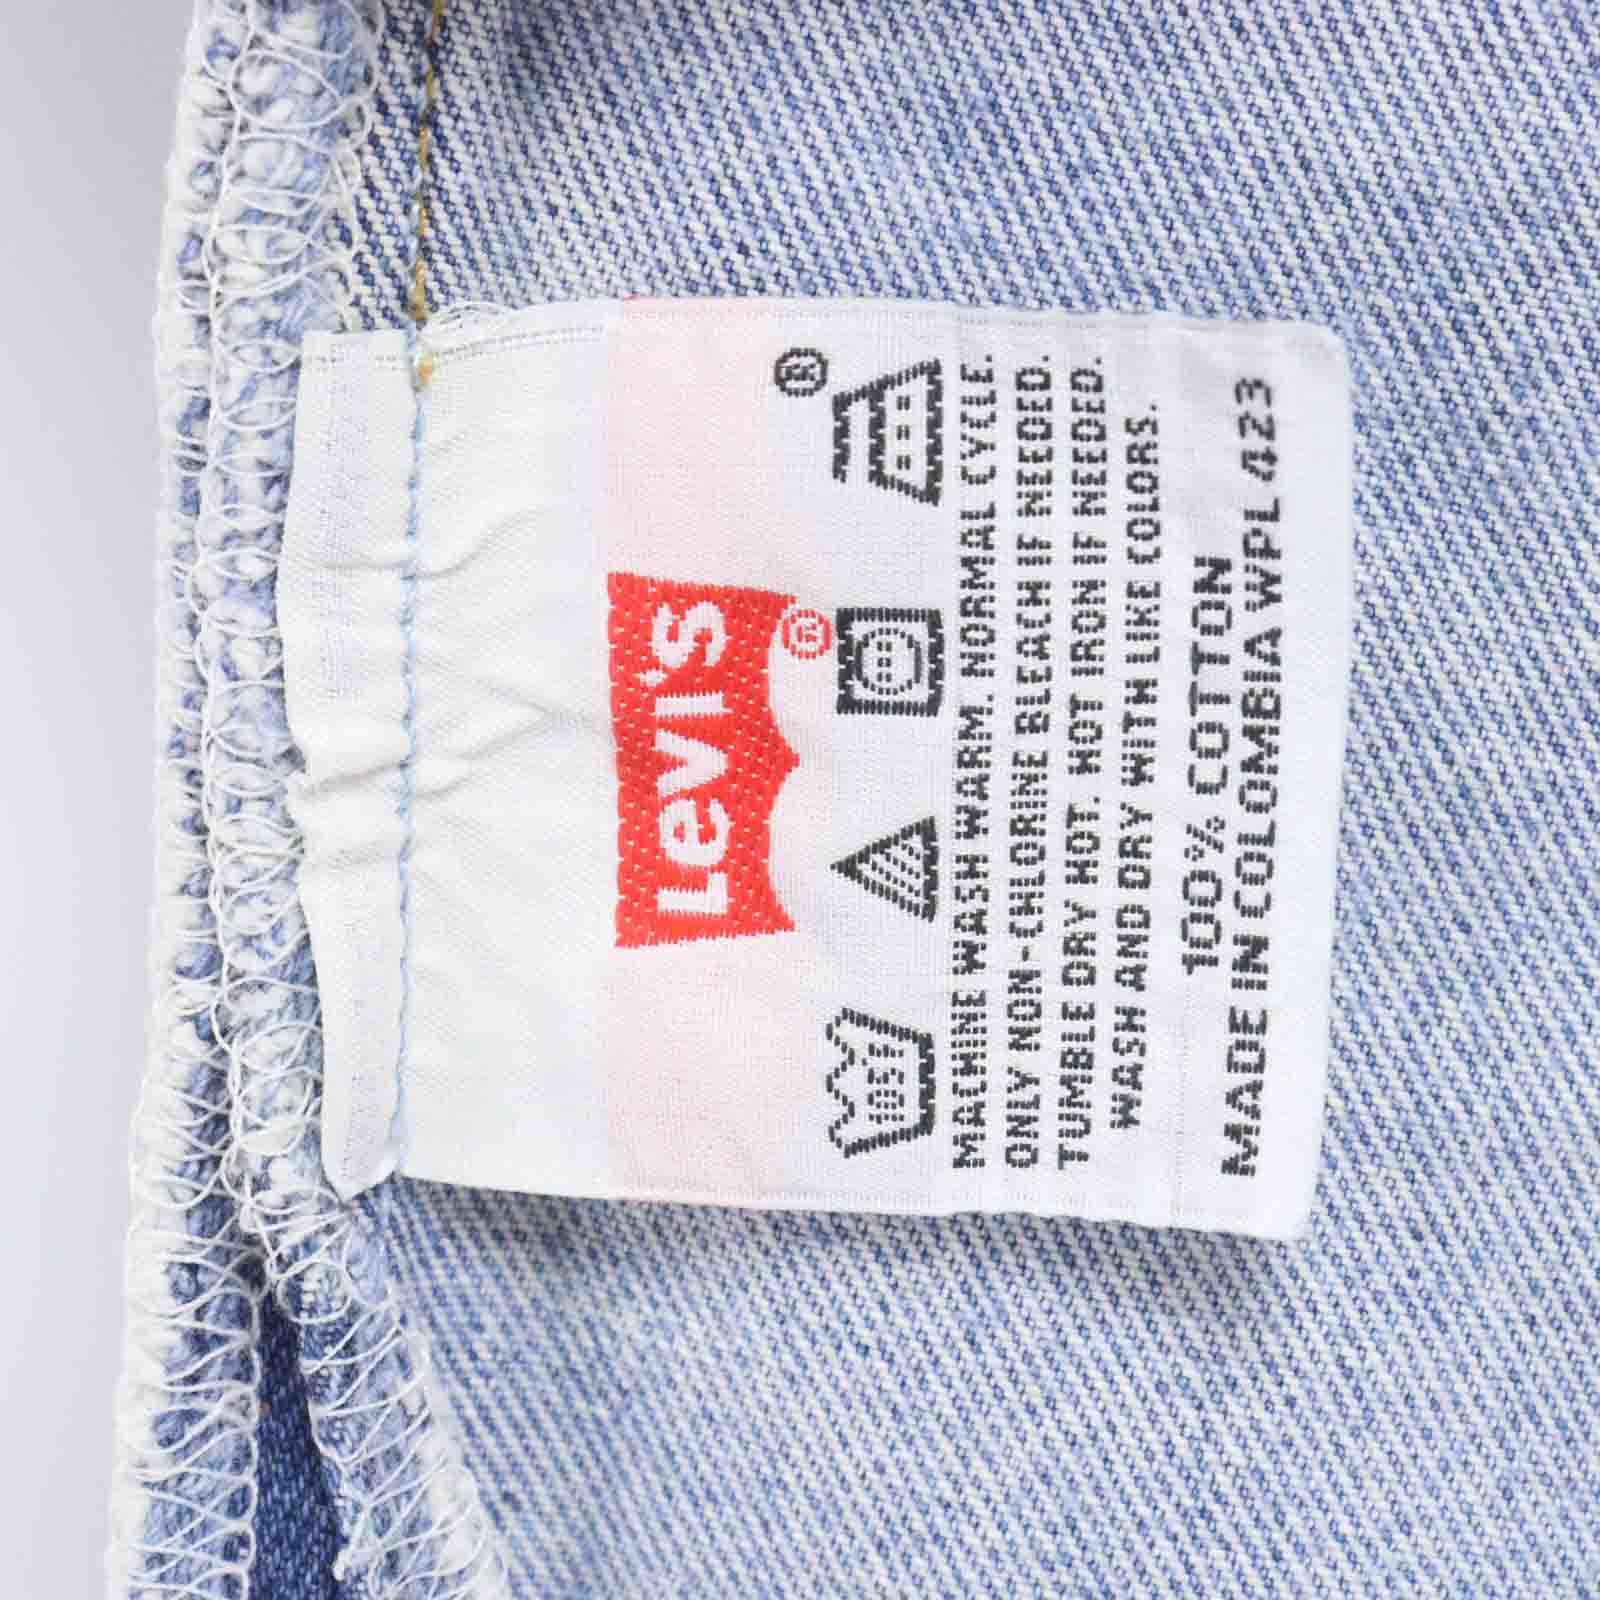 Levi's®
®
105F
MACHINE WASH WARM. NORMAL CYCLE.
ONLY NON-CHLORINE BLEACH IF NEEDED.
TUMBLE DRY HOT. HOT IRON IF NEEDED.
WASH AND DRY WITH LIKE COLORS.
100% COTTON
MADE IN COLOMBIA WPL 423